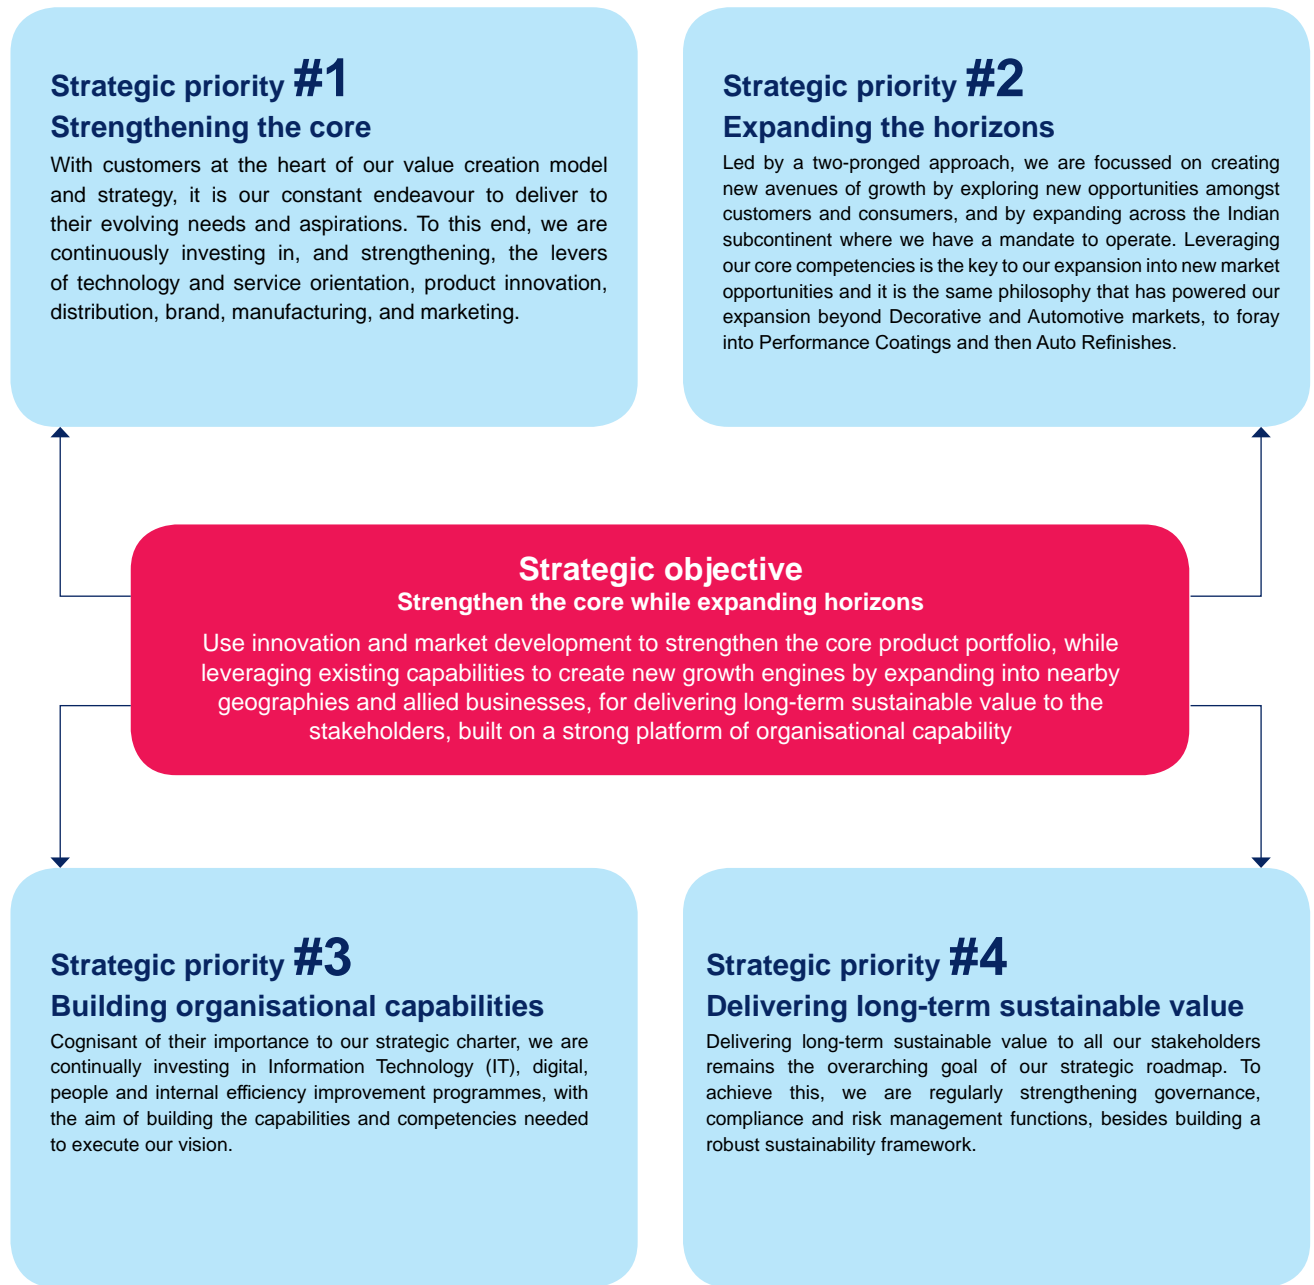 Strategic priority #1
Strengthening the core
With customers at the heart of our value creation model
and strategy, it is our constant endeavour to deliver to
their evolving needs and aspirations. To this end, we are
continuously investing in, and strengthening, the levers
of technology and service orientation, product innovation,
distribution, brand, manufacturing, and marketing.
Strategic priority #2
Expanding the horizons
Led by a two-pronged approach, we are focussed on creating
new avenues of growth by exploring new opportunities amongst
customers and consumers, and by expanding across the Indian
subcontinent where we have a mandate to operate. Leveraging
our core competencies is the key to our expansion into new market
opportunities and it is the same philosophy that has powered our
expansion beyond Decorative and Automotive markets, to foray
into Performance Coatings and then Auto Refinishes.
Strategic objective
Strengthen the core while expanding horizons
Use innovation and market development to strengthen the core product portfolio, while
leveraging existing capabilities to create new growth engines by expanding into nearby
geographies and allied businesses, for delivering long-term sustainable value to the
stakeholders, built on a strong platform of organisational capability
Strategic priority #3
Building organisational capabilities
Cognisant of their importance to our strategic charter, we are
continually investing in Information Technology (IT), digital,
people and internal efficiency improvement programmes, with
the aim of building the capabilities and competencies needed
to execute our vision.
Strategic priority #4
Delivering long-term sustainable value
Delivering long-term sustainable value to all our stakeholders
remains the overarching goal of our strategic roadmap. To
achieve this, we are regularly strengthening governance,
compliance and risk management functions, besides building a
robust sustainability framework.